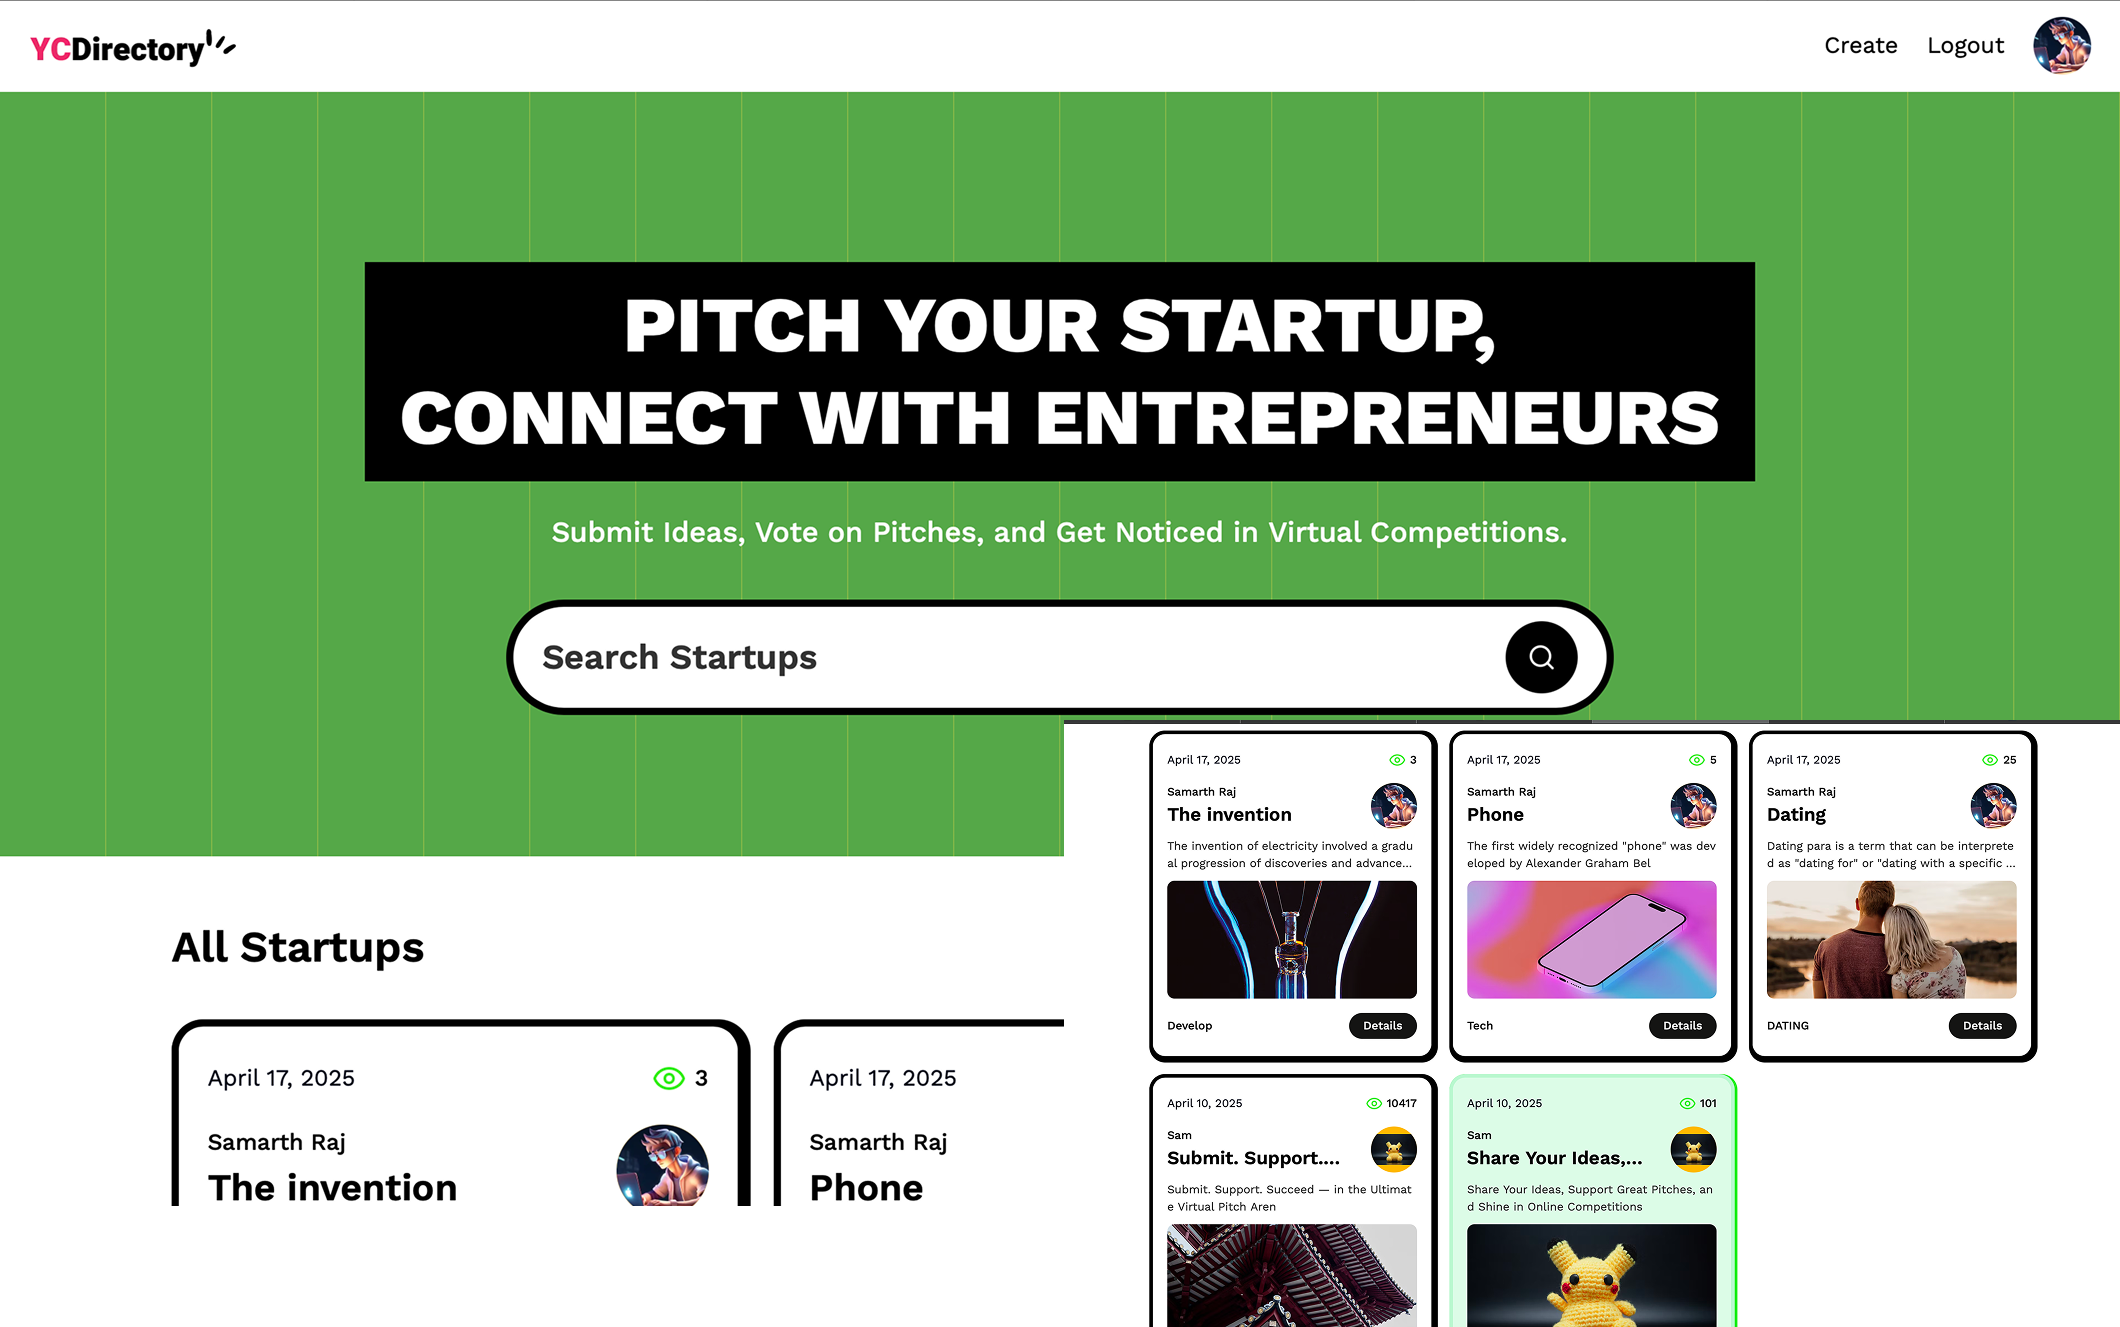 YCDirectory
Create
Logout
PITCH YOUR STARTUP,
CONNECT WITH ENTREPRENEURS
Submit Ideas, Vote on Pitches, and Get Noticed in Virtual Competitions.
Search Startups
All Startups
April 17, 2025
3
Samarth Raj
The invention
April 17, 2025
Samarth Raj
Phone
April 17, 2025
3
Samarth Raj
The invention
The invention of electricity involved a gradu
al progression of discoveries and advance...
Develop
Details
April 17, 2025
5
Samarth Raj
Phone
The first widely recognized "phone" was dev
eloped by Alexander Graham Bel
Tech
Details
April 17, 2025
25
Samarth Raj
Dating
Dating para is a term that can be interprete
d as "dating for" or "dating with a specific ...
DATING
Details
April 10, 2025
10417
Sam
Submit. Support....
Submit. Support. Succeed — in the Ultimat
e Virtual Pitch Aren
April 10, 2025
101
Sam
Share Your Ideas,...
Share Your Ideas, Support Great Pitches, an
d Shine in Online Competitions